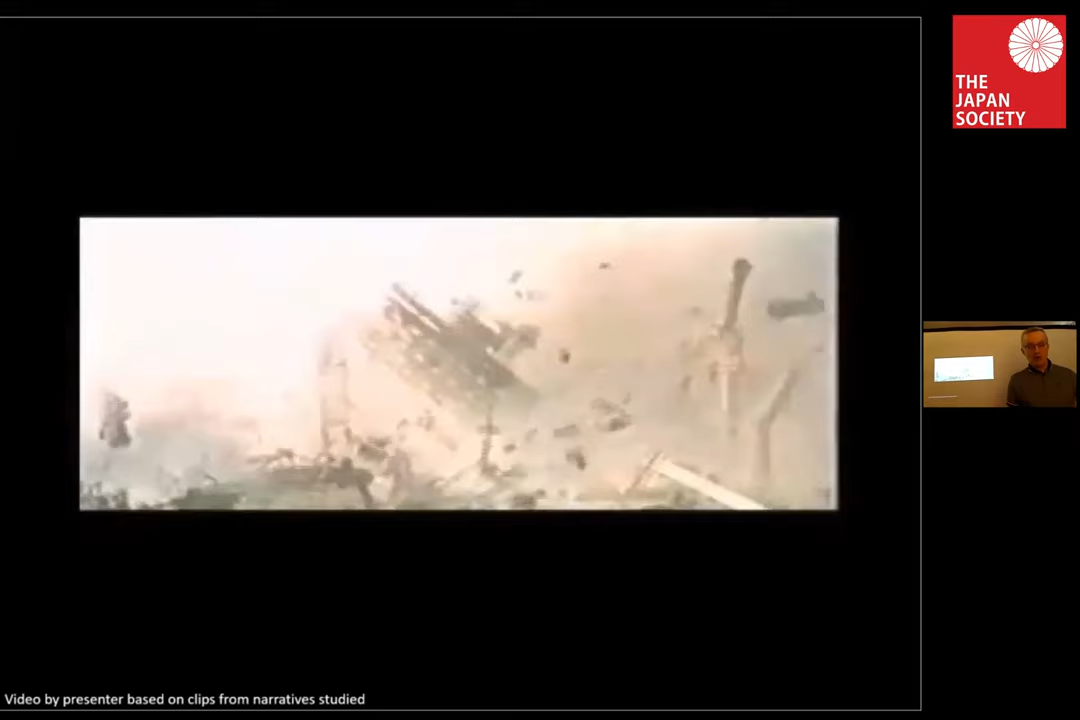 THE
JAPAN
SOCIETY
Video by presenter based on clips from narratives studied